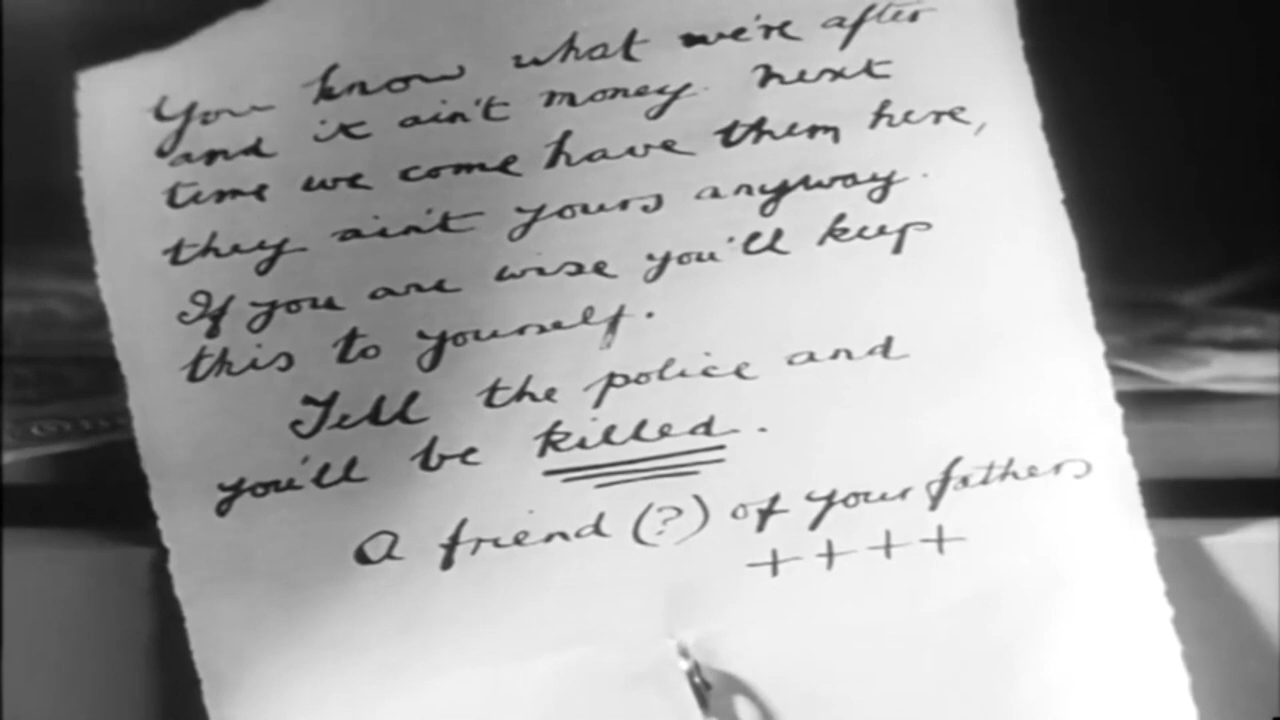 You know what we're after
and it ain't money. Next
time we come have them here,
they ain't yours anyway.
If you are wise you'll keep
this to yourself.
Tell the police and
you'll be killed.
A friend (?) of your fathers
++++